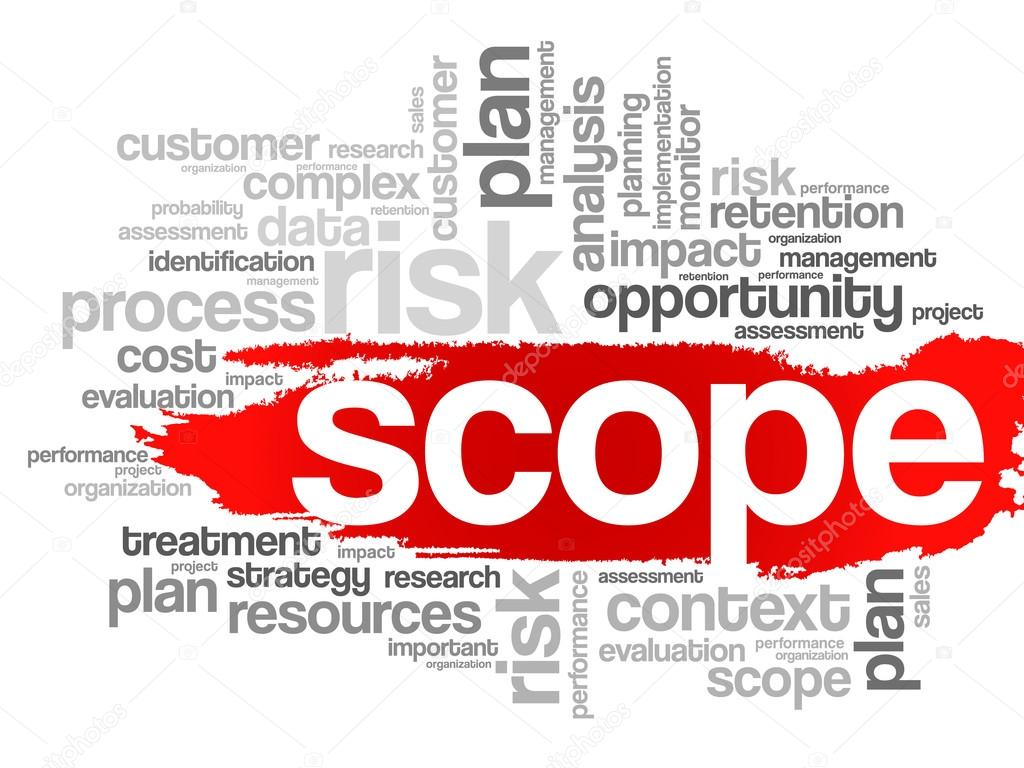 plan
management
customer
sales
analysis
planning
implementation
monitor
customer
research
organization
performance
complex
retention
probability
assessment
data
identification
management
risk
process
risk
performance
retention
impact
organization
management
retention
performance
opportunity
project
assessment
cost
impact
evaluation
scope
performance
project
organization
treatment
impact
project
plan
strategy
research
resources
important
organization
risk
performance
assessment
context
evaluation
performance
organization
scope
plan
sales
depositphotos